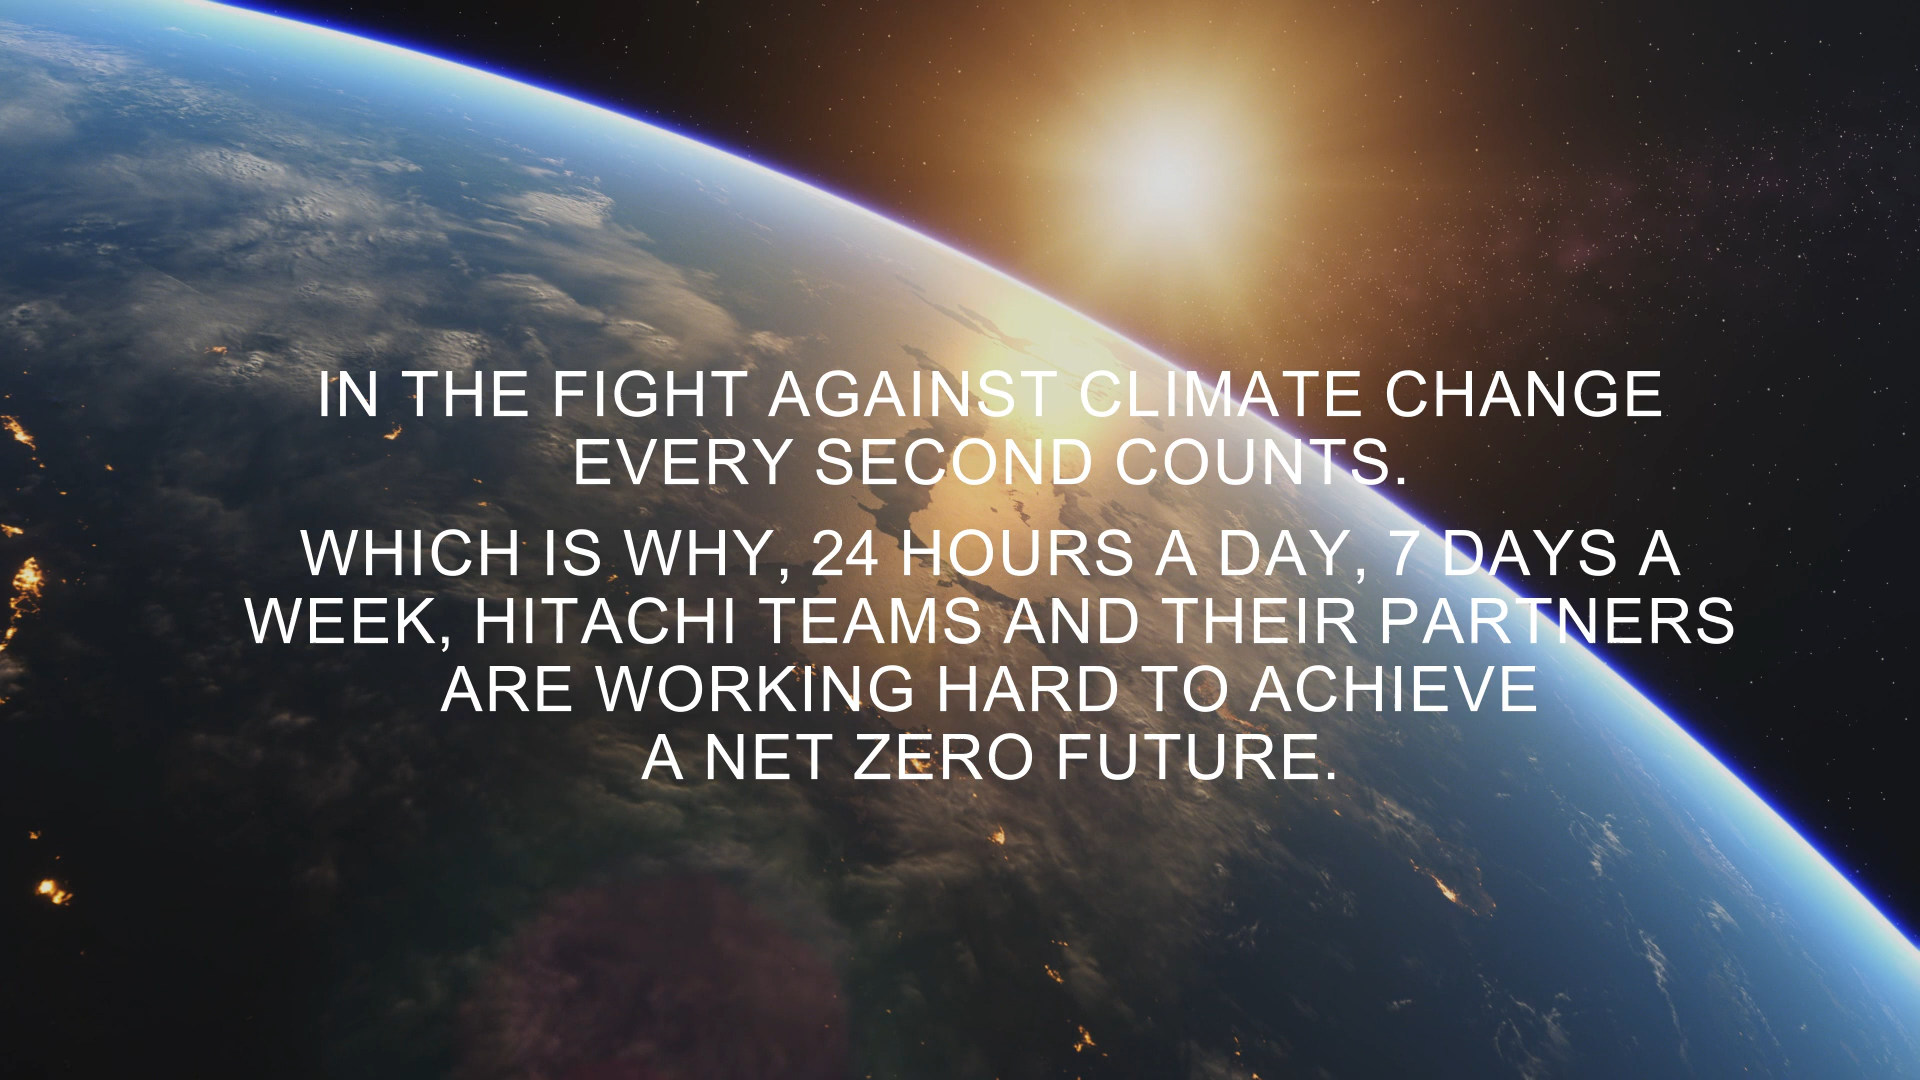 IN THE FIGHT AGAINST CLIMATE CHANGE
EVERY SECOND COUNTS.
WHICH IS WHY, 24 HOURS A DAY, 7 DAYS A
WEEK, HITACHI TEAMS AND THEIR PARTNERS
ARE WORKING HARD TO ACHIEVE
A NET ZERO FUTURE.